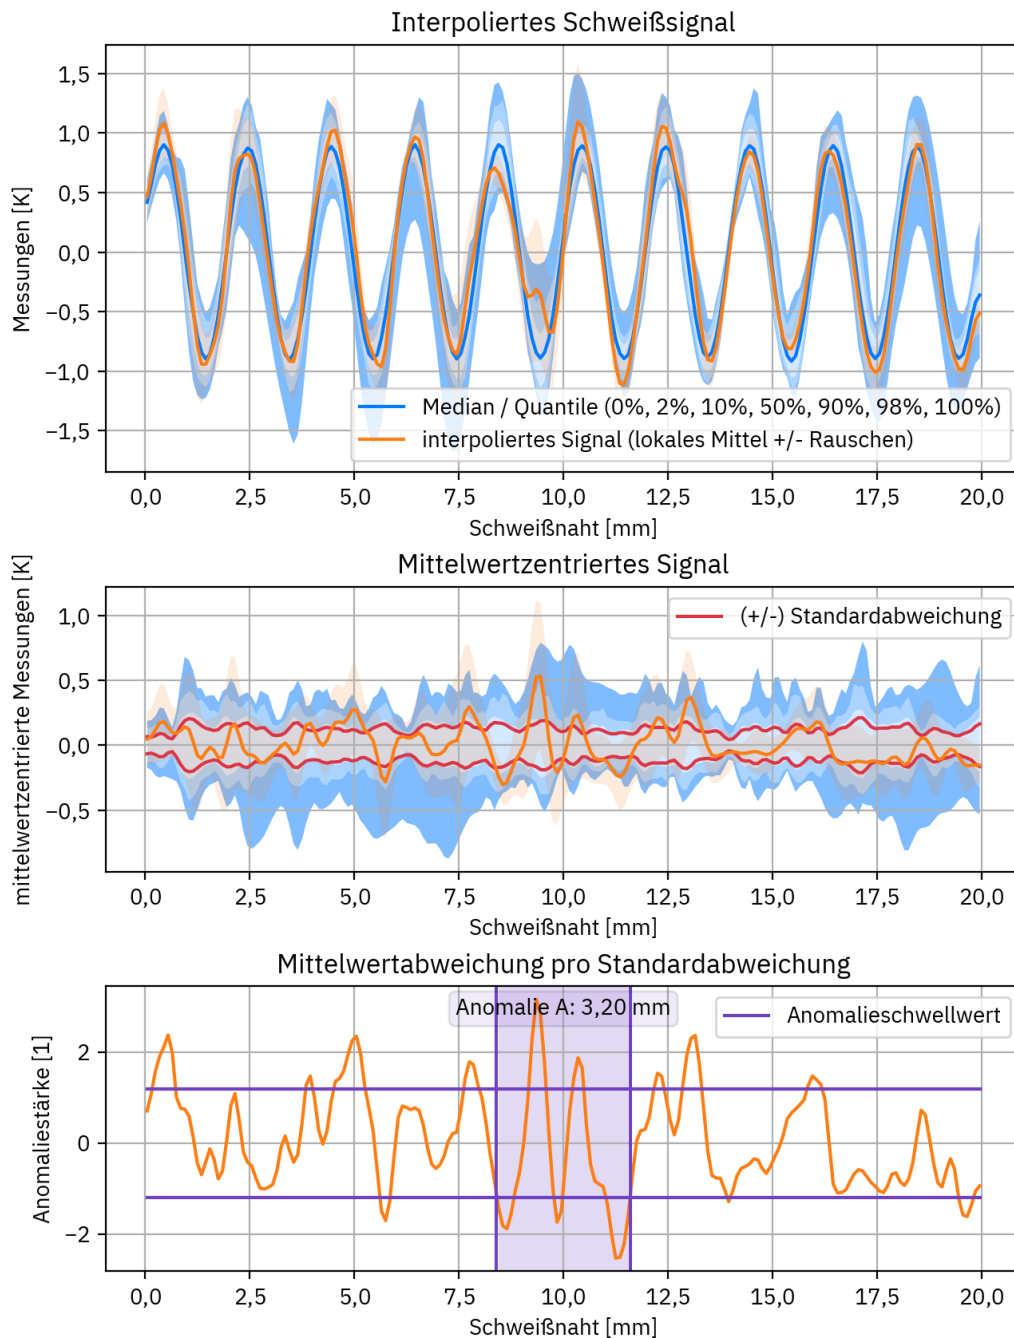 Interpoliertes Schweißsignal
Messungen [K]
1,5
1,0
0,5
0,0
−0,5
−1,0
−1,5
Median / Quantile (0%, 2%, 10%, 50%, 90%, 98%, 100%)
interpoliertes Signal (lokales Mittel +/- Rauschen)
0,0 2,5 5,0 7,5 10,0 12,5 15,0 17,5 20,0
Schweißnaht [mm]
Mittelwertzentriertes Signal
mittelwertzentrierte Messungen [K]
1,0
0,5
0,0
−0,5
(+/-) Standardabweichung
0,0 2,5 5,0 7,5 10,0 12,5 15,0 17,5 20,0
Schweißnaht [mm]
Mittelwertabweichung pro Standardabweichung
Anomaliestärke [1]
2
0
−2
Anomalie A: 3,20 mm
Anomalieschwellwert
0,0 2,5 5,0 7,5 10,0 12,5 15,0 17,5 20,0
Schweißnaht [mm]